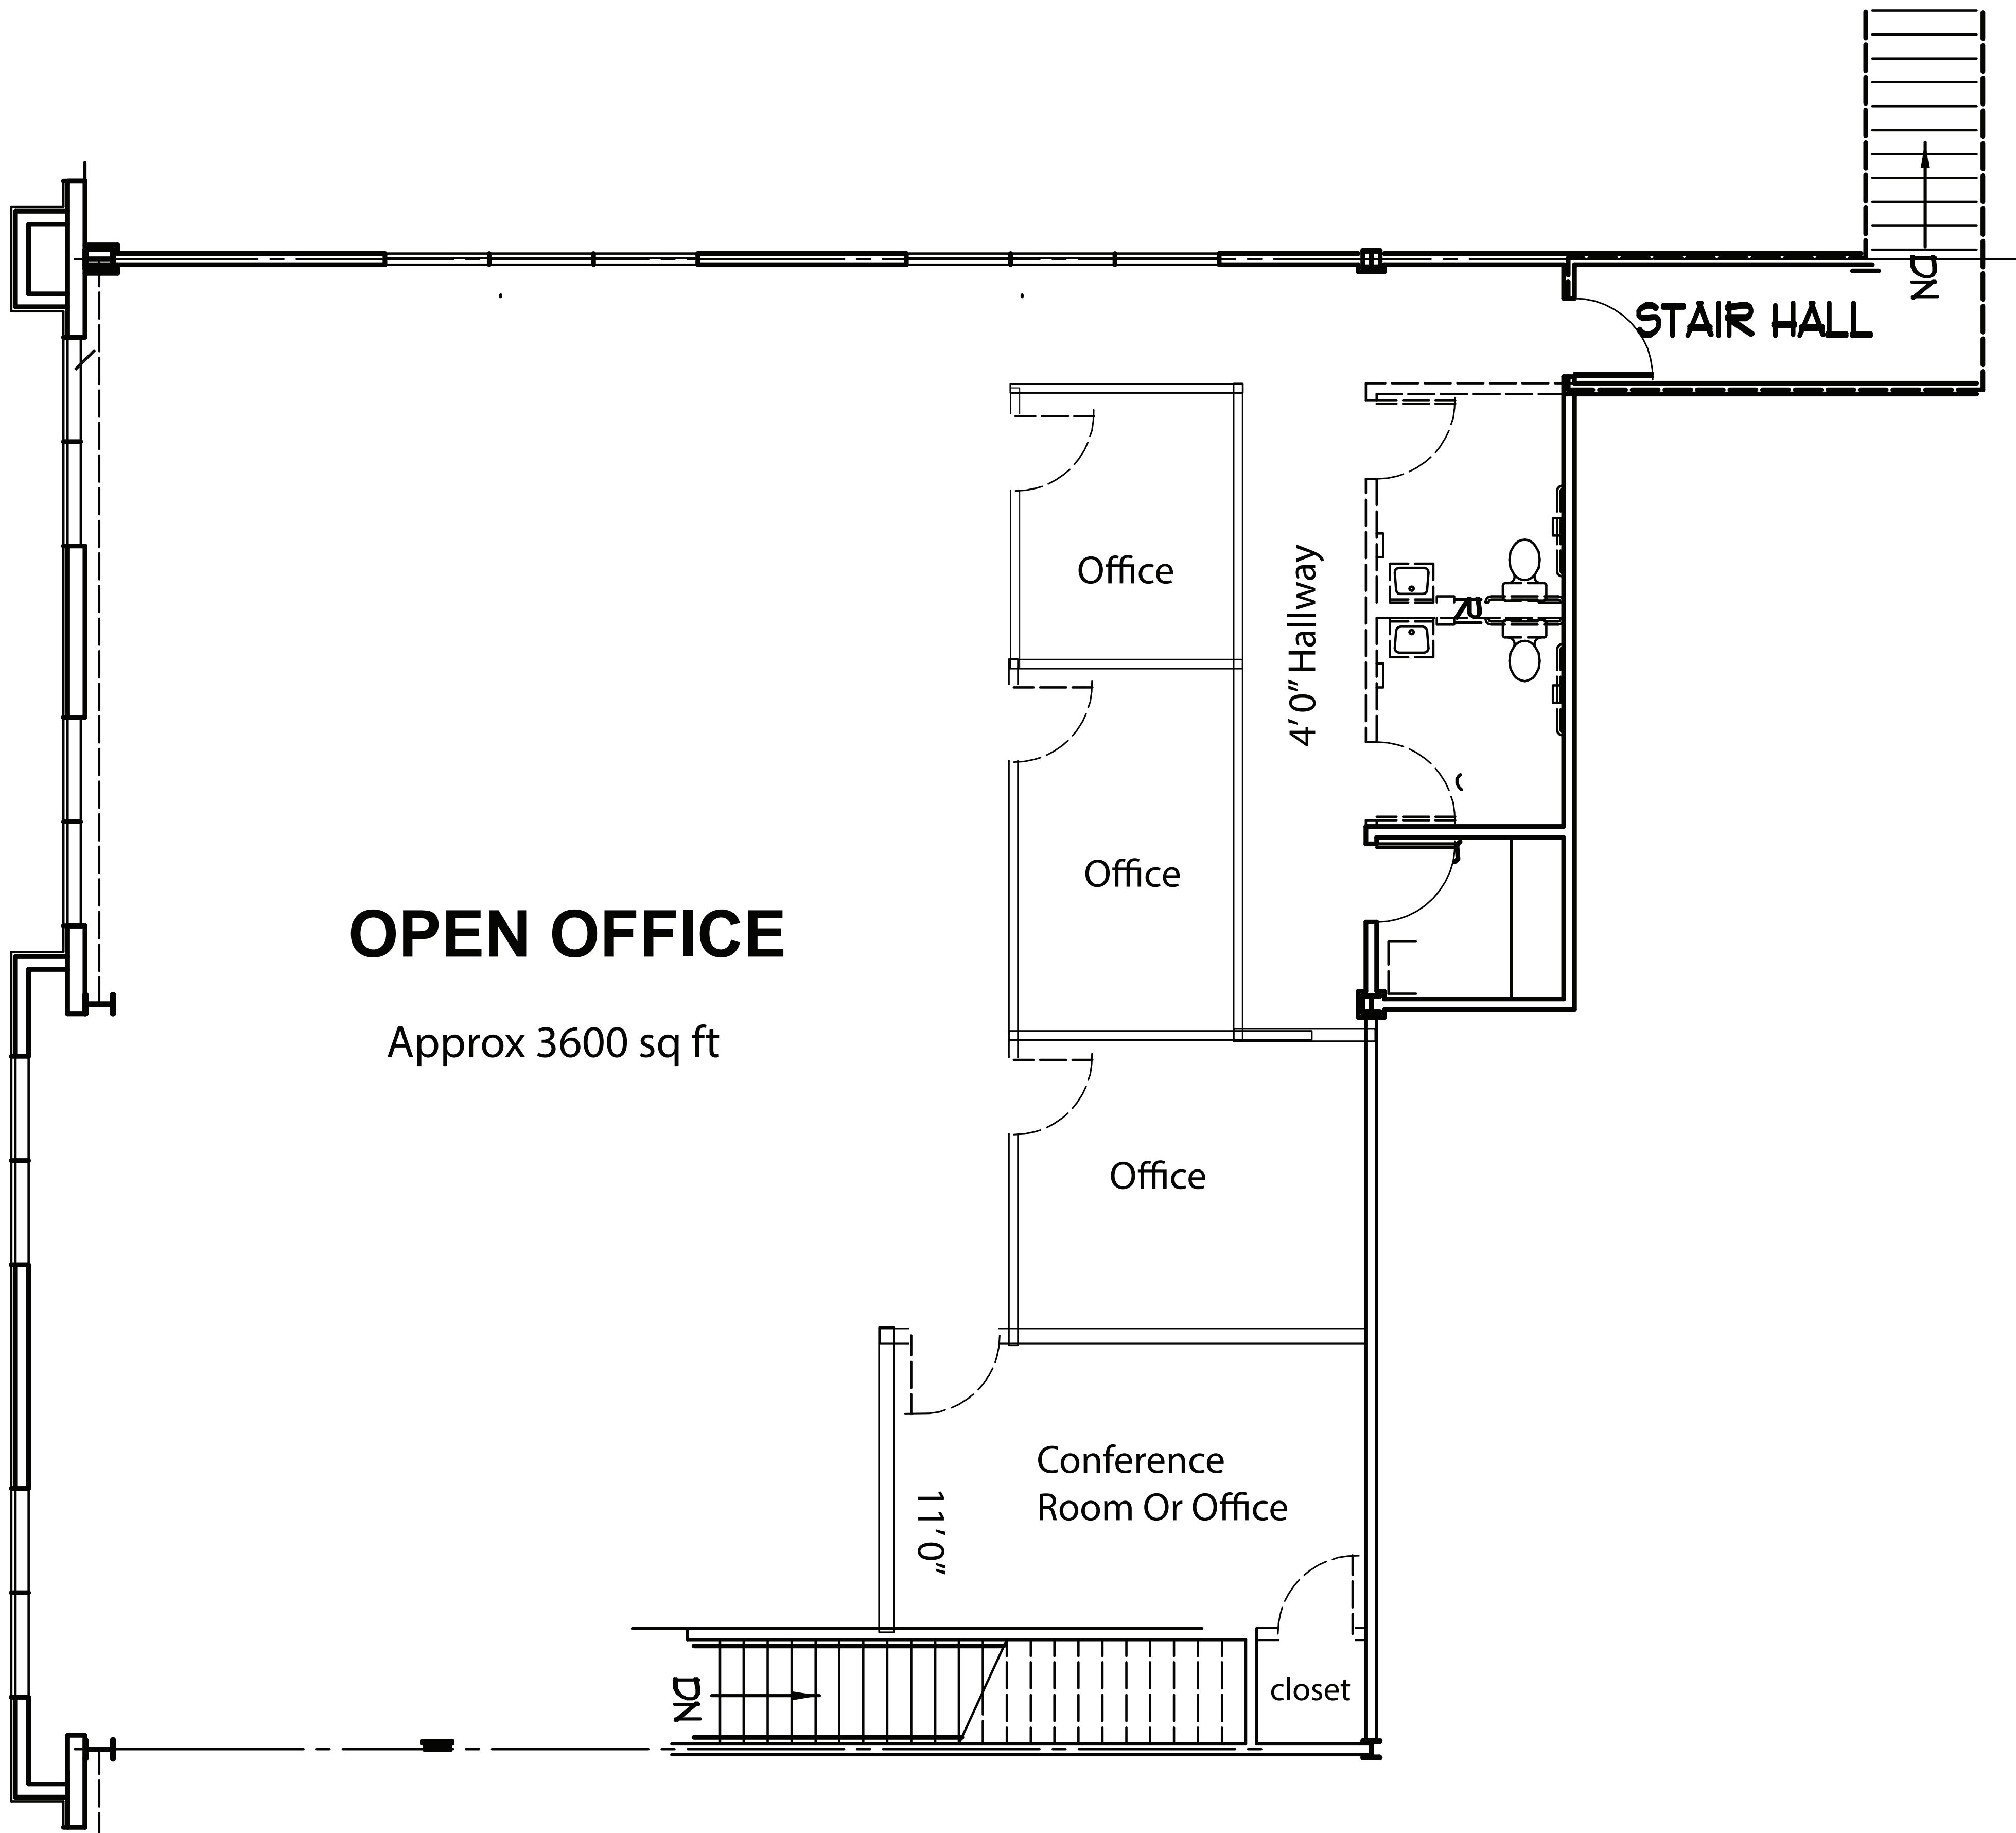 DN
STAIR HALL
Office
4' 0" Hallway
Office
OPEN OFFICE
Approx 3600 sq ft
Office
Conference
Room Or Office
11' 0"
DN
closet